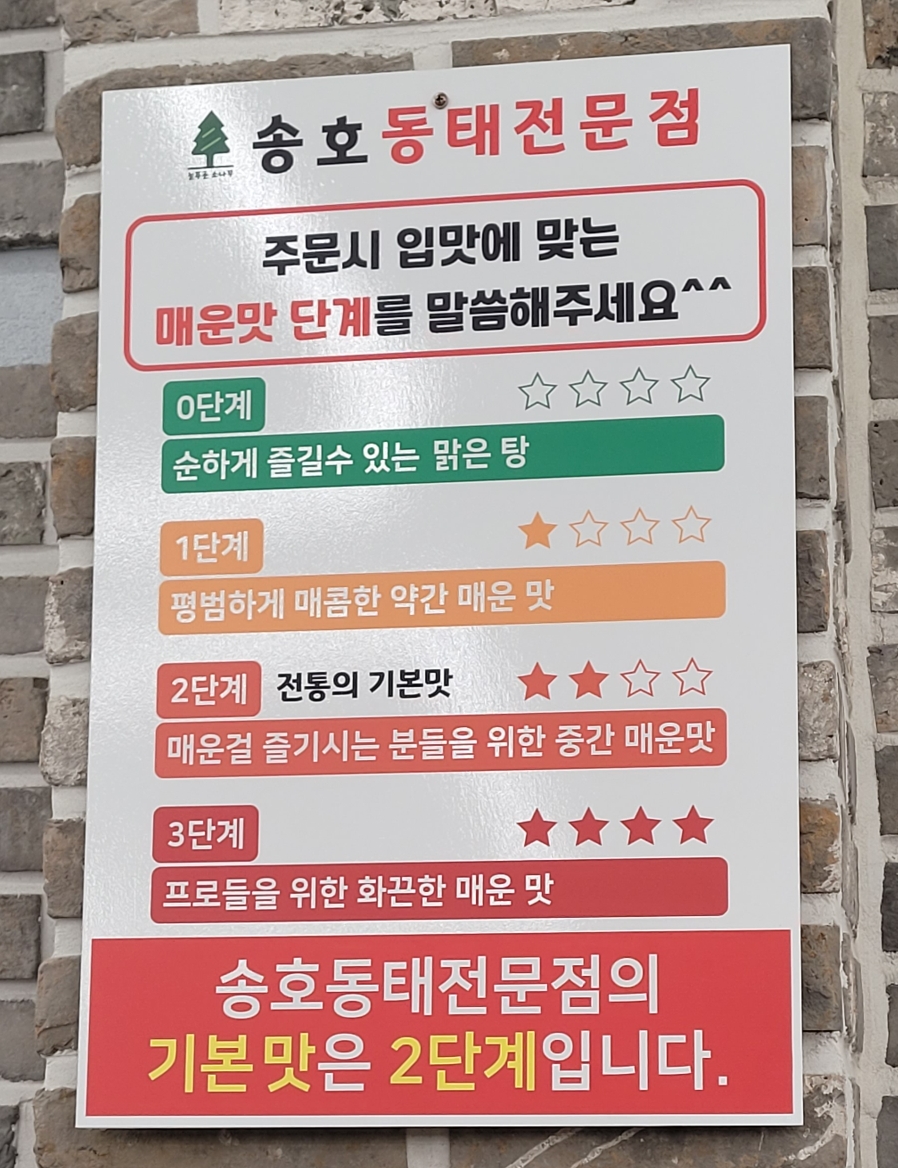 송호동태전문점
늘푸른 소나무
주문시 입맛에 맞는
매운맛 단계를 말씀해주세요^^
0단계
순하게 즐길수 있는 맑은 탕
1단계
평범하게 매콤한 약간 매운 맛
2단계 전통의 기본맛
매운걸 즐기시는 분들을 위한 중간 매운맛
3단계
프로들을 위한 화끈한 매운 맛
송호동태전문점의
기본맛은 2단계입니다.